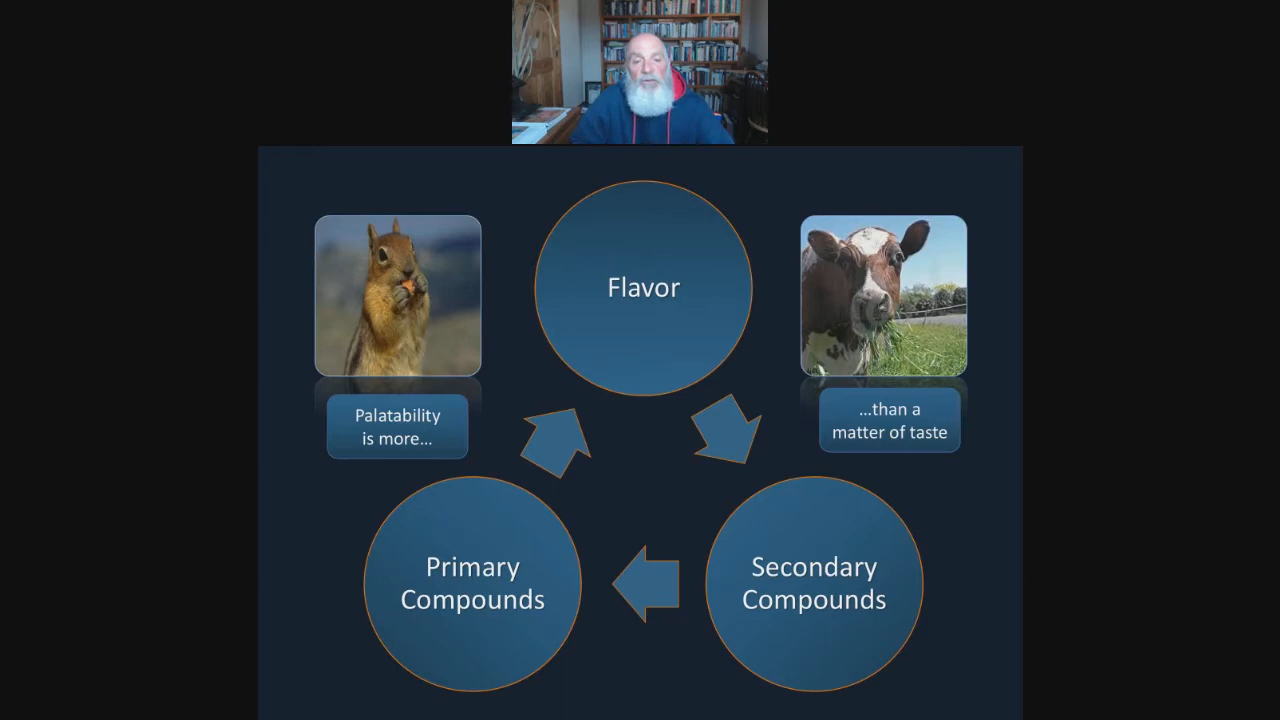 Flavor
Palatability
is more...
...than a
matter of taste
Primary
Compounds
Secondary
Compounds